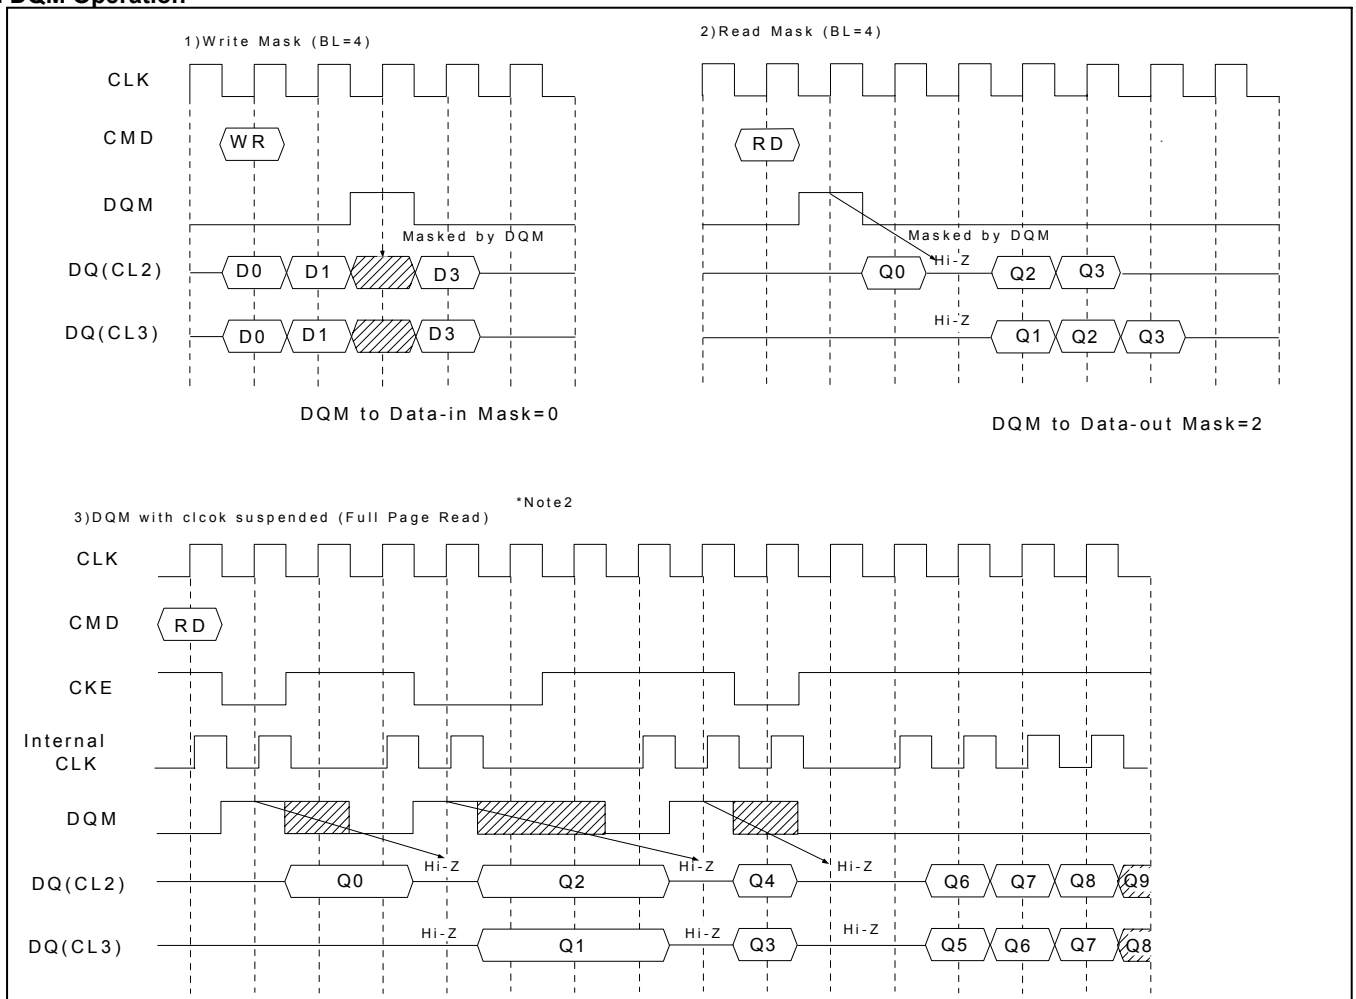 DQM Operation
1)Write Mask (BL=4)
2)Read Mask (BL=4)
CLK
CMD
WR
RD
DQM
Masked by DQM
Masked by DQM
DQ(CL2)
D0 D1 D3
Q0 Hi-Z Q2 Q3
DQ(CL3)
D0 D1 D3
Hi-Z Q1 Q2 Q3
DQM to Data-in Mask=0
DQM to Data-out Mask=2
*Note2
3)DQM with clcok suspended (Full Page Read)
CLK
CMD
RD
CKE
Internal
CLK
DQM
DQ(CL2)
Q0 Hi-Z Q2 Hi-Z Q4 Hi-Z Q6 Q7 Q8 Q9
DQ(CL3)
Hi-Z Q1 Hi-Z Q3 Hi-Z Q5 Q6 Q7 Q8